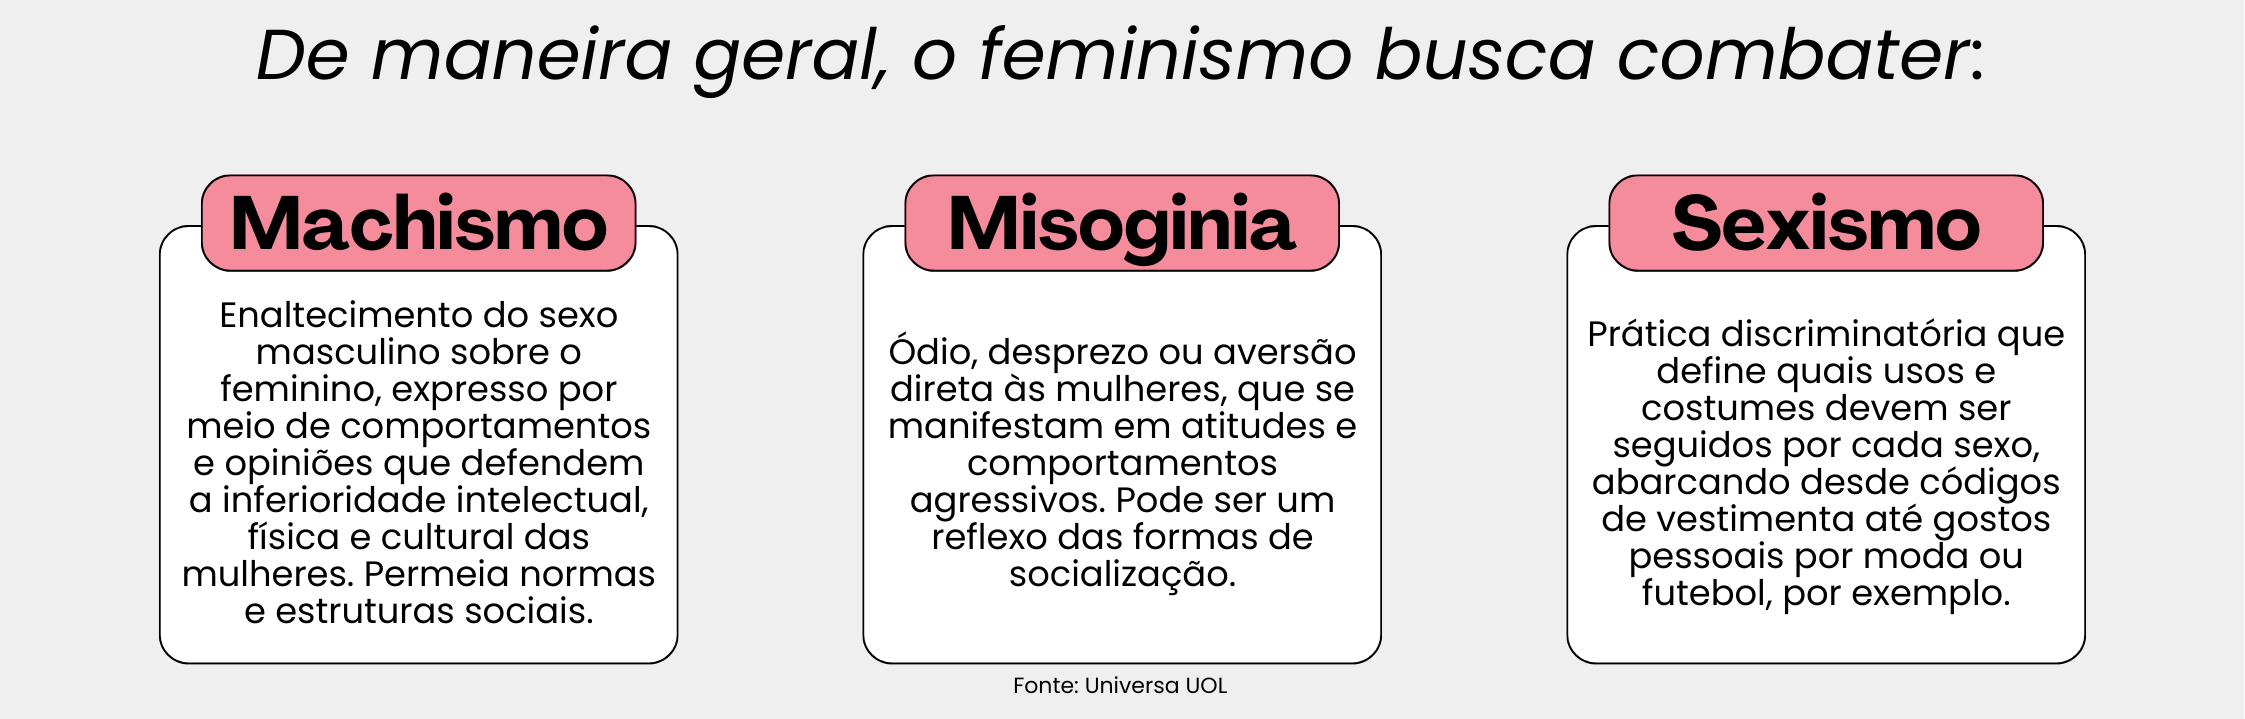 De maneira geral, o feminismo busca combater:
Machismo
Enaltecimento do sexo
masculino sobre o
feminino, expresso por
meio de comportamentos
e opiniões que defendem
a inferioridade intelectual,
física e cultural das
mulheres. Permeia normas
e estruturas sociais.
Misoginia
Ódio, desprezo ou aversão
direta às mulheres, que se
manifestam em atitudes e
comportamentos
agressivos. Pode ser um
reflexo das formas de
socialização.
Sexismo
Prática discriminatória que
define quais usos e
costumes devem ser
seguidos por cada sexo,
abarcando desde códigos
de vestimenta até gostos
pessoais por moda ou
futebol, por exemplo.
Fonte: Universa UOL